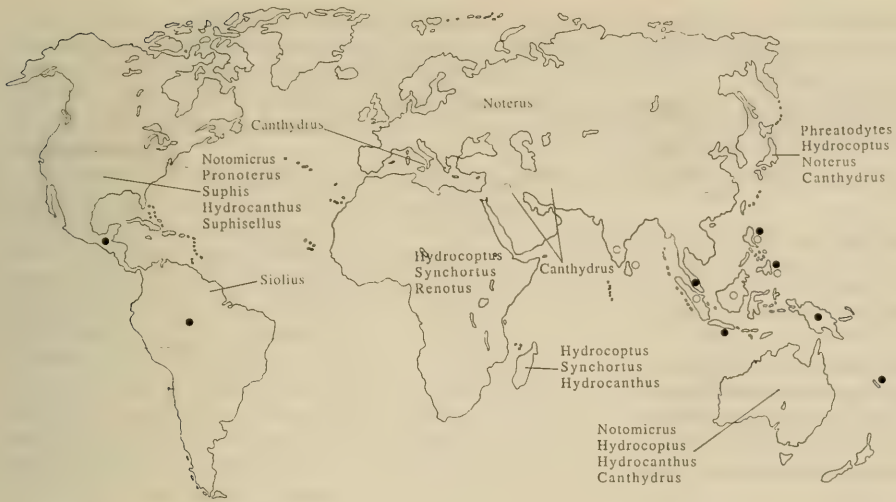 Noterus
Canthydrus
Notomicrus
Pronoterus
Suphis
Hydrocanthus
Suphisellus
Phreatodytes
Hydrocoptus
Noterus
Canthydrus
Siolius
Hydrocoptus
Synchortus
Renotus
Canthydrus
Hydrocoptus
Synchortus
Hydrocanthus
Notomicrus
Hydrocoptus
Hydrocanthus
Canthydrus